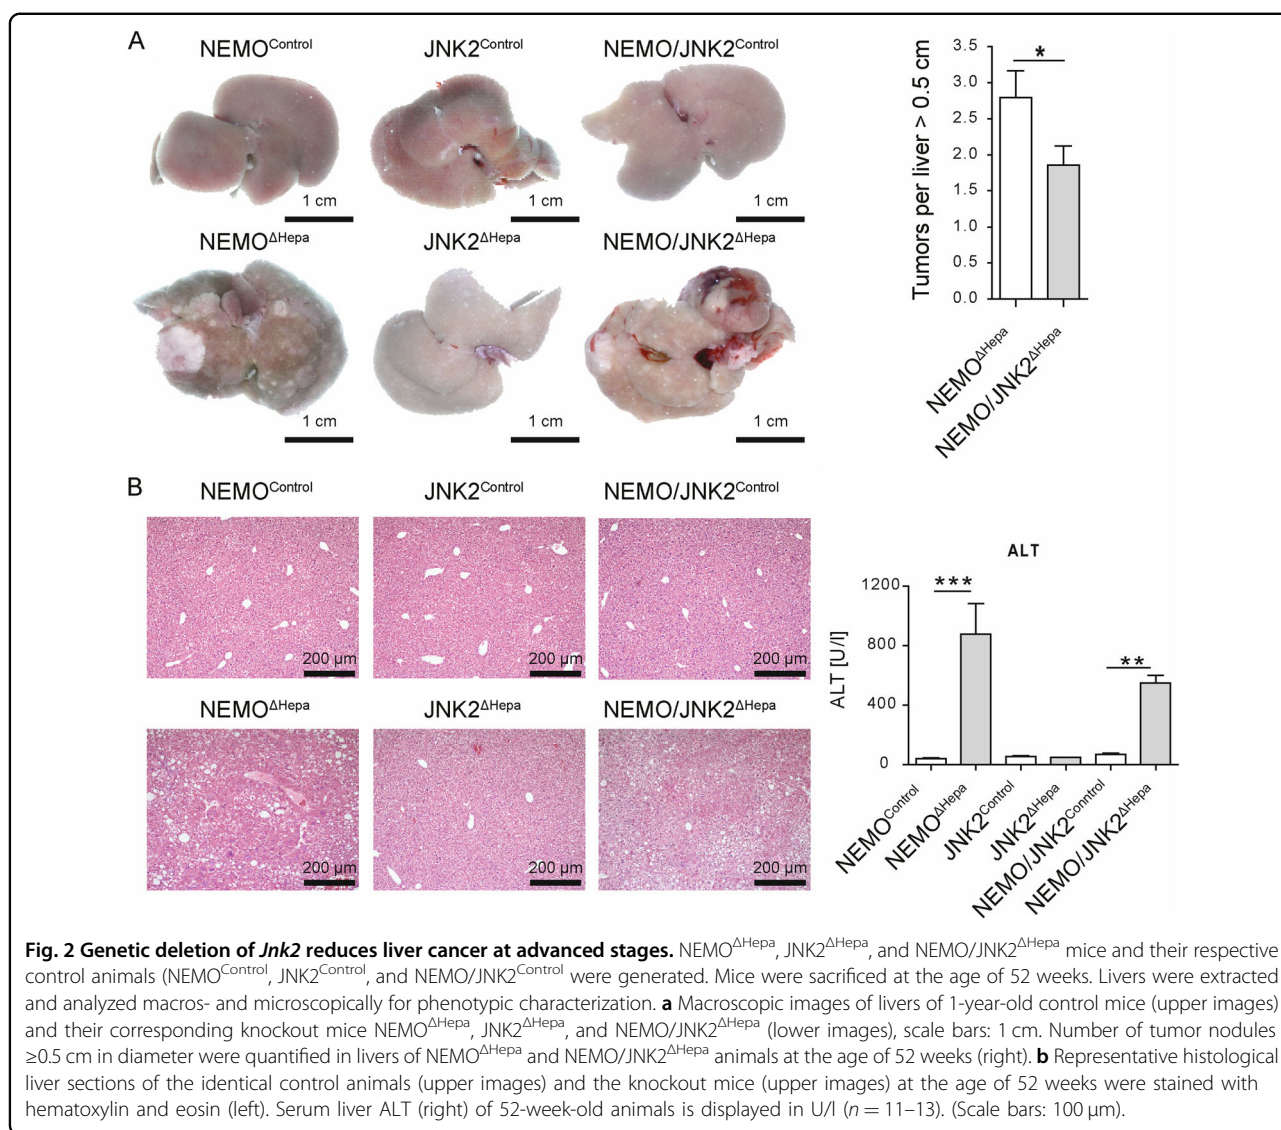 A
NEMO^Control JNK2^Control NEMO/JNK2^Control
1 cm 1 cm 1 cm
NEMO^ΔHepa JNK2^ΔHepa NEMO/JNK2^ΔHepa
1 cm 1 cm 1 cm
Tumors per liver > 0.5 cm
3.5
3.0
2.5
2.0
1.5
1.0
0.5
0.0
*
NEMO^ΔHepa
NEMO/JNK2^ΔHepa
B
NEMO^Control JNK2^Control NEMO/JNK2^Control
200 µm 200 µm 200 µm
NEMO^ΔHepa JNK2^ΔHepa NEMO/JNK2^ΔHepa
200 µm 200 µm 200 µm
ALT
ALT [U/l]
1200
800
400
0
***
**
NEMO^Control
NEMO^ΔHepa
JNK2^Control
JNK2^ΔHepa
NEMO/JNK2^Conntrol
NEMO/JNK2^ΔHepa
Fig. 2 Genetic deletion of Jnk2 reduces liver cancer at advanced stages. NEMO^ΔHepa, JNK2^ΔHepa, and NEMO/JNK2^ΔHepa mice and their respective
control animals (NEMO^Control, JNK2^Control, and NEMO/JNK2^Control were generated. Mice were sacrificed at the age of 52 weeks. Livers were extracted
and analyzed macros- and microscopically for phenotypic characterization. a Macroscopic images of livers of 1-year-old control mice (upper images)
and their corresponding knockout mice NEMO^ΔHepa, JNK2^ΔHepa, and NEMO/JNK2^ΔHepa (lower images), scale bars: 1 cm. Number of tumor nodules
≥0.5 cm in diameter were quantified in livers of NEMO^ΔHepa and NEMO/JNK2^ΔHepa animals at the age of 52 weeks (right). b Representative histological
liver sections of the identical control animals (upper images) and the knockout mice (upper images) at the age of 52 weeks were stained with
hematoxylin and eosin (left). Serum liver ALT (right) of 52-week-old animals is displayed in U/l (n = 11–13). (Scale bars: 100 µm).